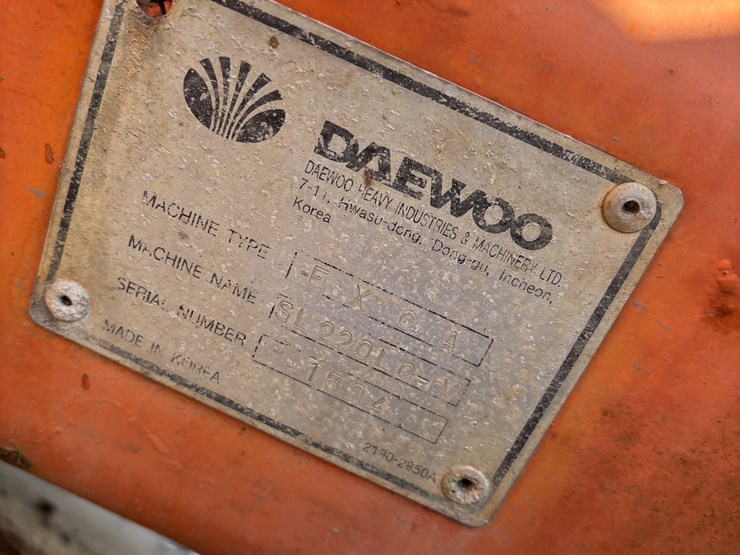 DAEWOO
DAEWOO HEAVY INDUSTRIES & MACHINERY LTD.
7-11, Hwasu-dong, Dong-gu, Incheon,
Korea
MACHINE TYPE EXCA
MACHINE NAME SL220LC-V
SERIAL NUMBER 1504
MADE IN KOREA
2190-2850A